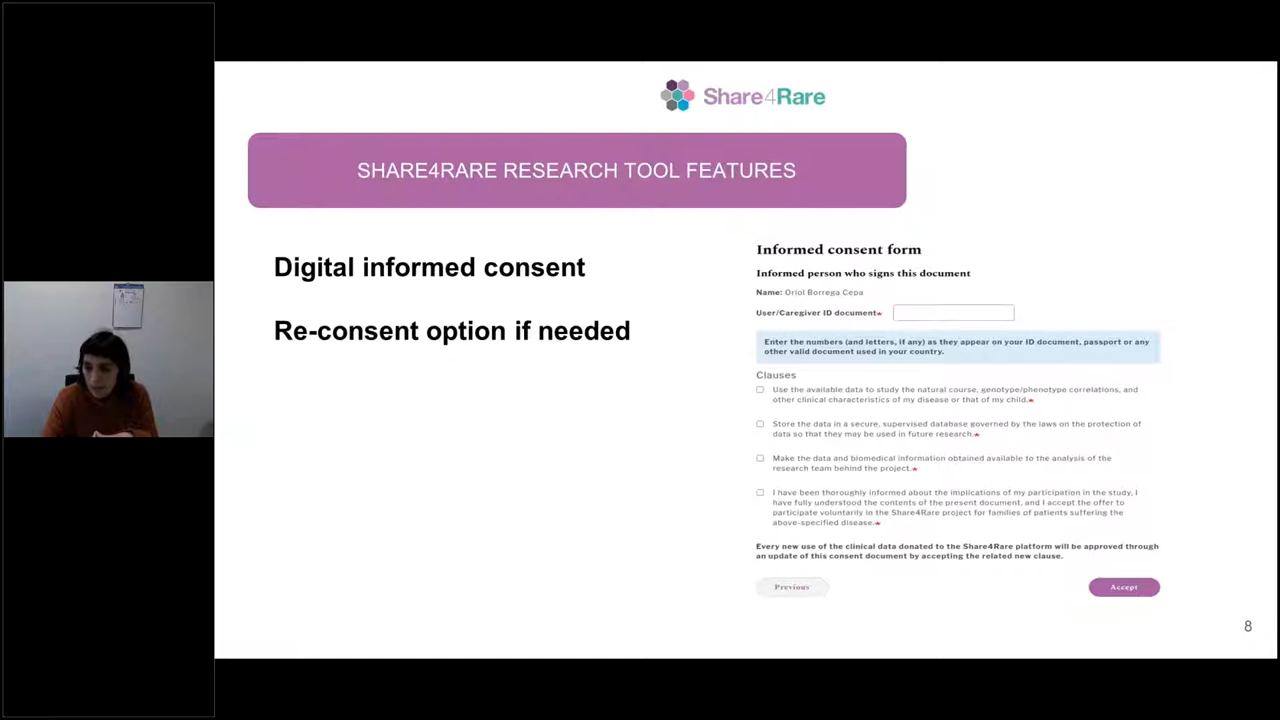 Share4Rare
SHARE4RARE RESEARCH TOOL FEATURES
Digital informed consent
Re-consent option if needed
Informed consent form
Informed person who signs this document
Name: Oriol Borrega Cepa
User/Caregiver ID document*
Enter the numbers (and letters, if any) as they appear on your ID document, passport or any
other valid document used in your country.
Clauses
Use the available data to study the natural course, genotype/phenotype correlations, and
other clinical characteristics of my disease or that of my child.*
Store the data in a secure, supervised database governed by the laws on the protection of
data so that they may be used in future research.*
Make the data and biomedical information obtained available to the analysis of the
research team behind the project.*
I have been thoroughly informed about the implications of my participation in the study, I
have fully understood the contents of the present document, and I accept the offer to
participate voluntarily in the Share4Rare project for families of patients suffering the
above-specified disease.*
Every new use of the clinical data donated to the Share4Rare platform will be approved through
an update of this consent document by accepting the related new clause.
Previous
Accept
8